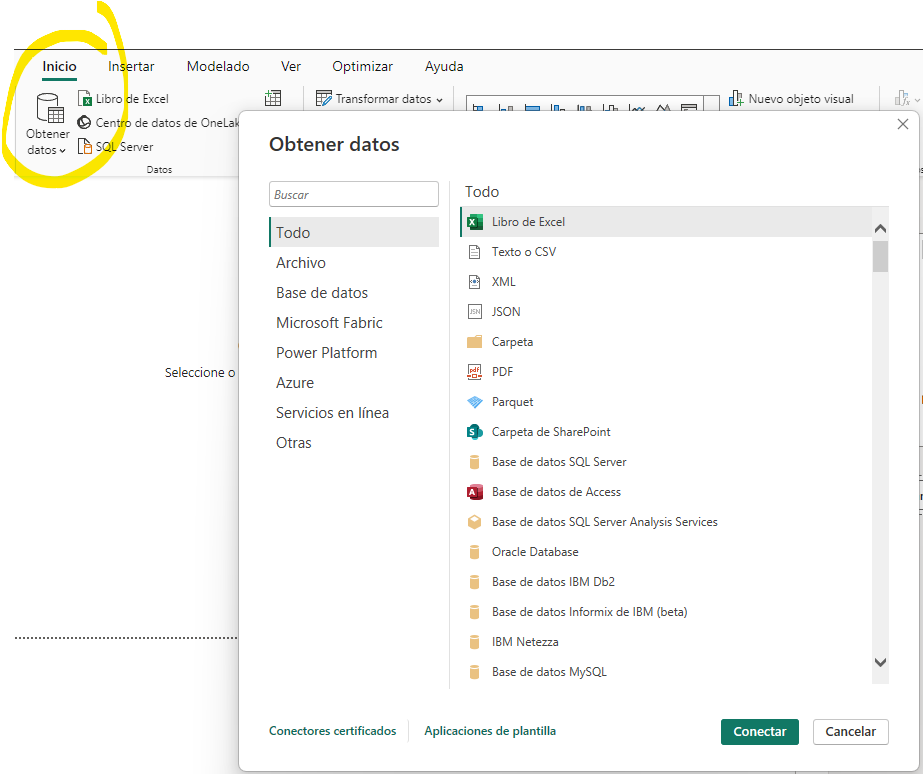 Inicio
Insertar
Modelado
Ver
Optimizar
Ayuda
Obtener
datos
Libro de Excel
Centro de datos de OneLak
SQL Server
Datos
Transformar datos
Nuevo objeto visual
Seleccione o
Obtener datos
Buscar
Todo
Archivo
Base de datos
Microsoft Fabric
Power Platform
Azure
Servicios en línea
Otras
Todo
Libro de Excel
Texto o CSV
XML
JSON
Carpeta
PDF
Parquet
Carpeta de SharePoint
Base de datos SQL Server
Base de datos de Access
Base de datos SQL Server Analysis Services
Oracle Database
Base de datos IBM Db2
Base de datos Informix de IBM (beta)
IBM Netezza
Base de datos MySQL
Conectores certificados
Aplicaciones de plantilla
Conectar
Cancelar